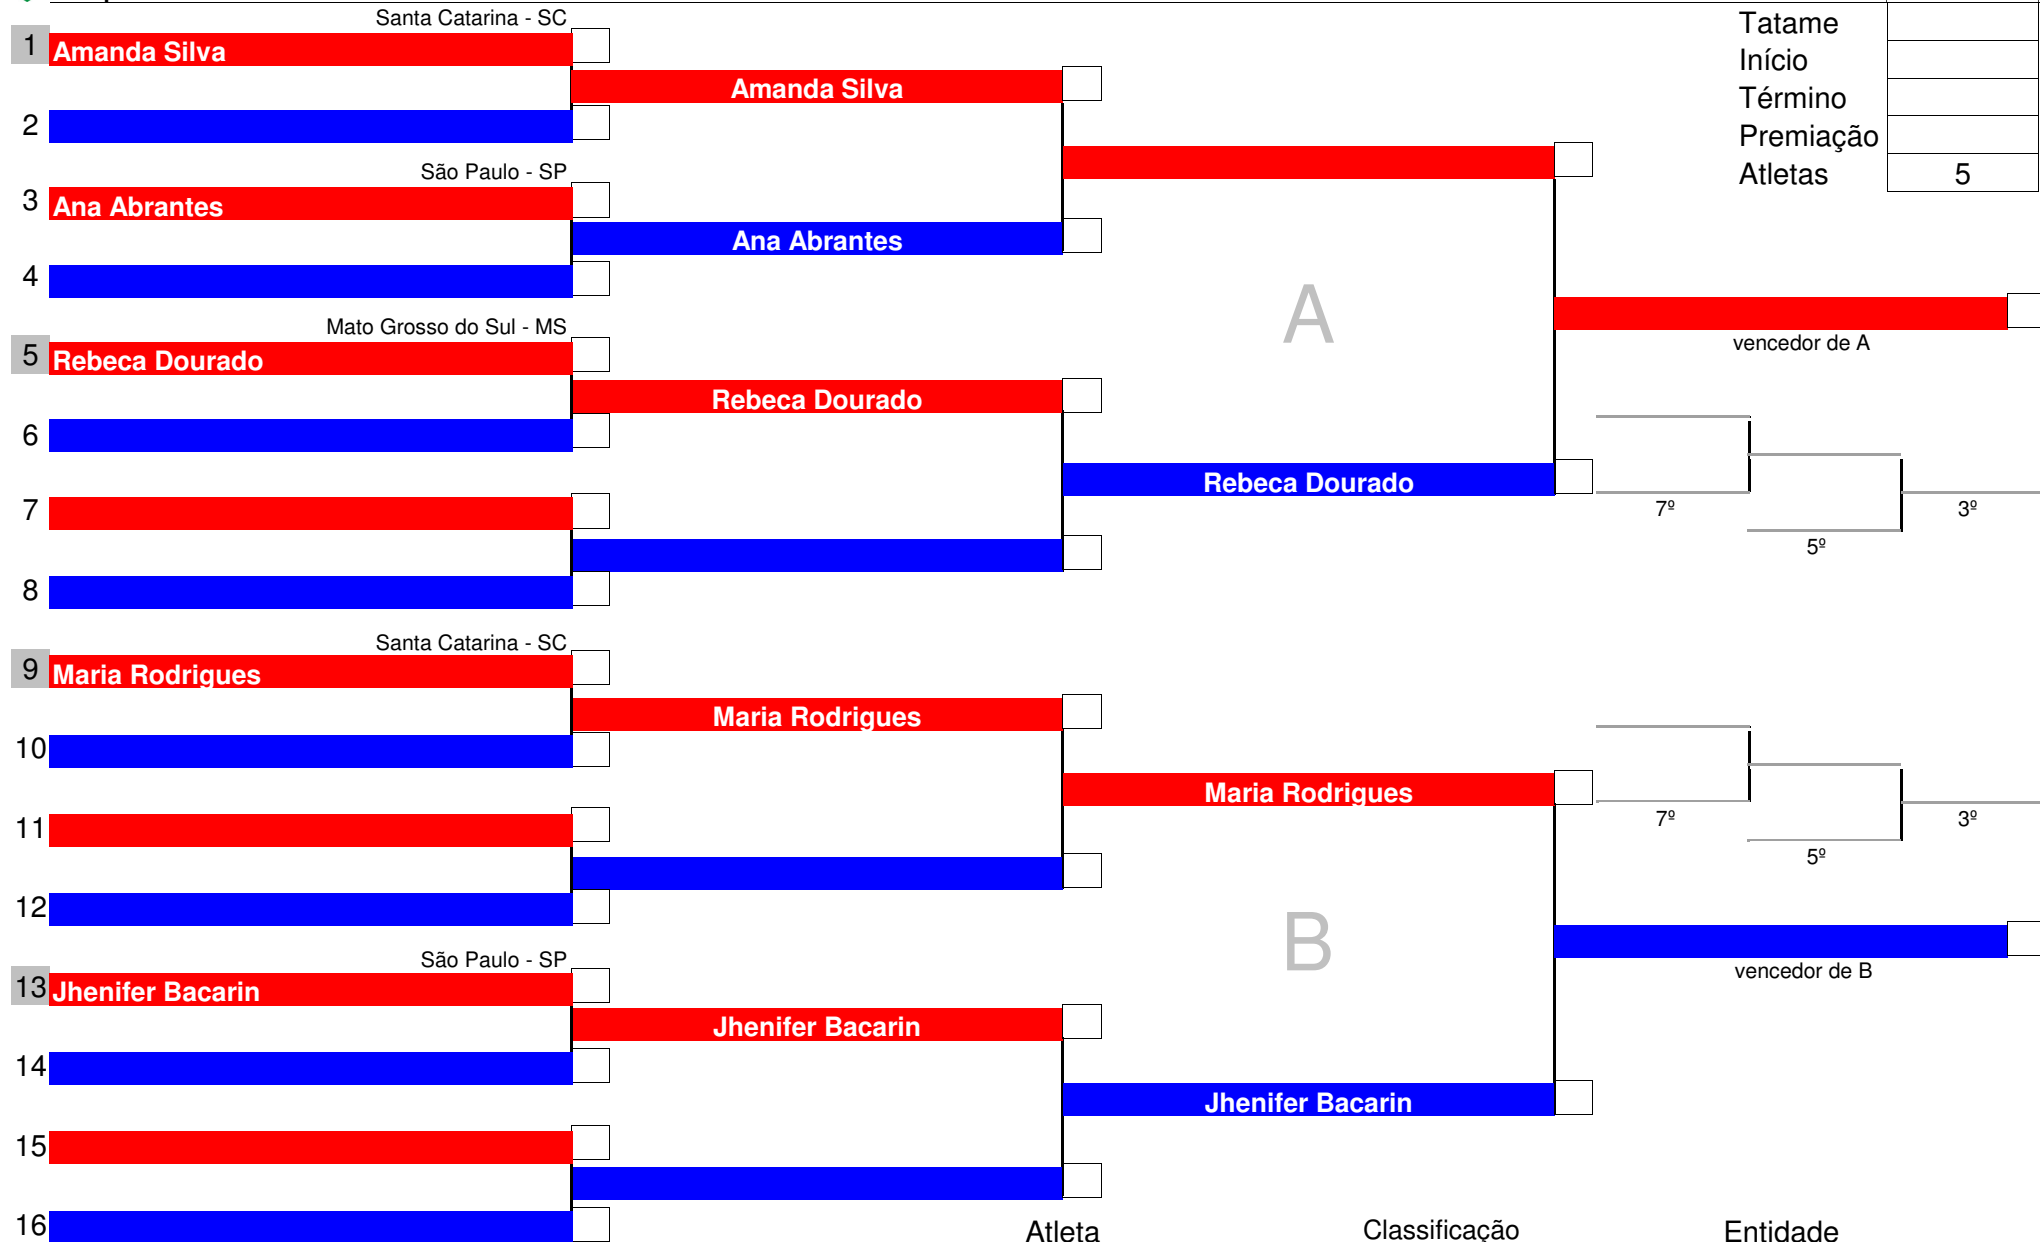 Santa Catarina - SC
Tatame
1 Amanda Silva
Início
Amanda Silva
Término
2
Premiação
São Paulo - SP
Atletas 5
3 Ana Abrantes
Ana Abrantes
4
A
Mato Grosso do Sul - MS
vencedor de A
5 Rebeca Dourado
Rebeca Dourado
6
Rebeca Dourado
7
7º 3º
5º
8
Santa Catarina - SC
9 Maria Rodrigues
Maria Rodrigues
10
Maria Rodrigues
11
7º 3º
5º
12
B
São Paulo - SP
vencedor de B
13 Jhenifer Bacarin
Jhenifer Bacarin
14
Jhenifer Bacarin
15
16
Atleta Classificação Entidade